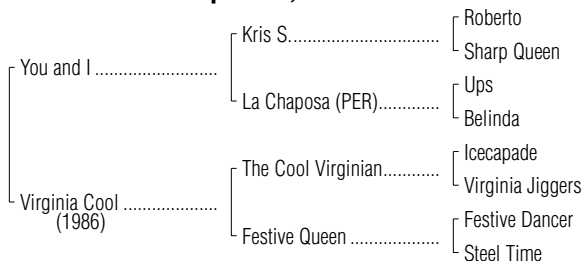 Roberto
Kris S.......................................
Sharp Queen
You and I ..........................
Ups
La Chaposa (PER).............
Belinda
Icecapade
The Cool Virginian............
Virginia Jiggers
Virginia Cool ....................
(1986)
Festive Dancer
Festive Queen ...................
Steel Time